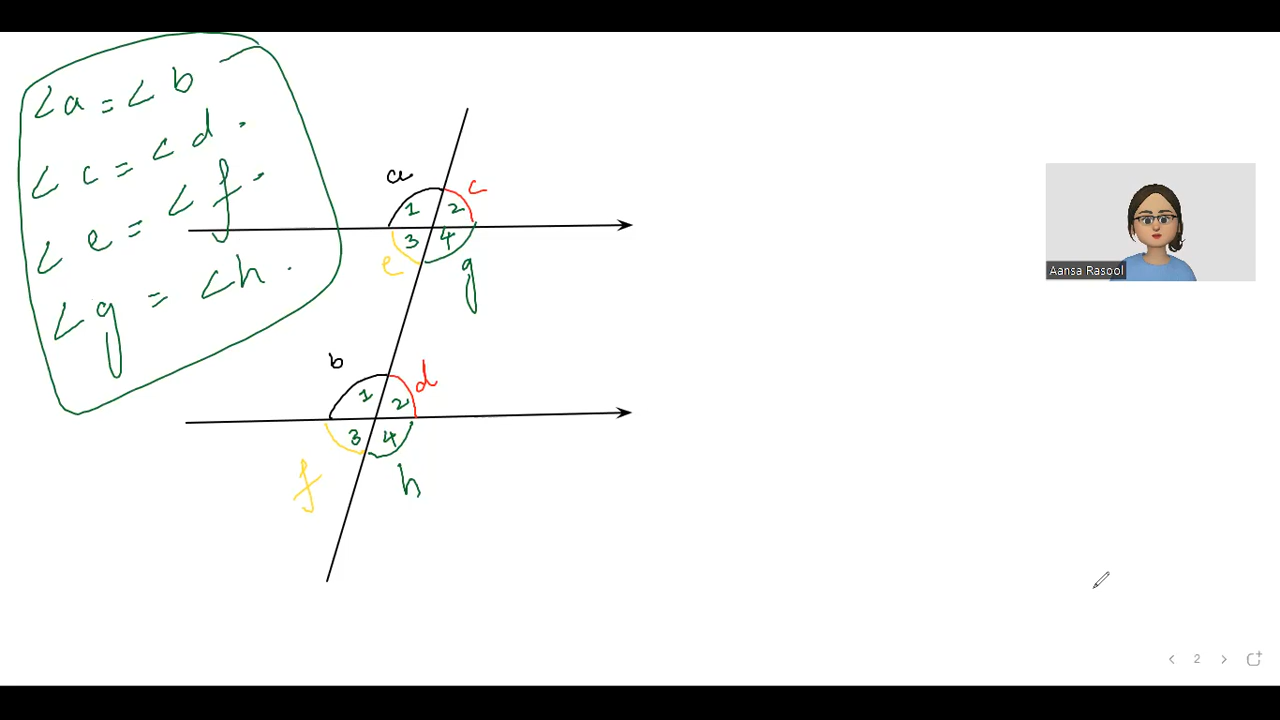 ∠a = ∠b
∠c = ∠d.
∠e = ∠f.
∠g = ∠h.
a
c
1 2
3 4
e
g
b
d
1 2
3 4
f
h
Aansa Rasool
2